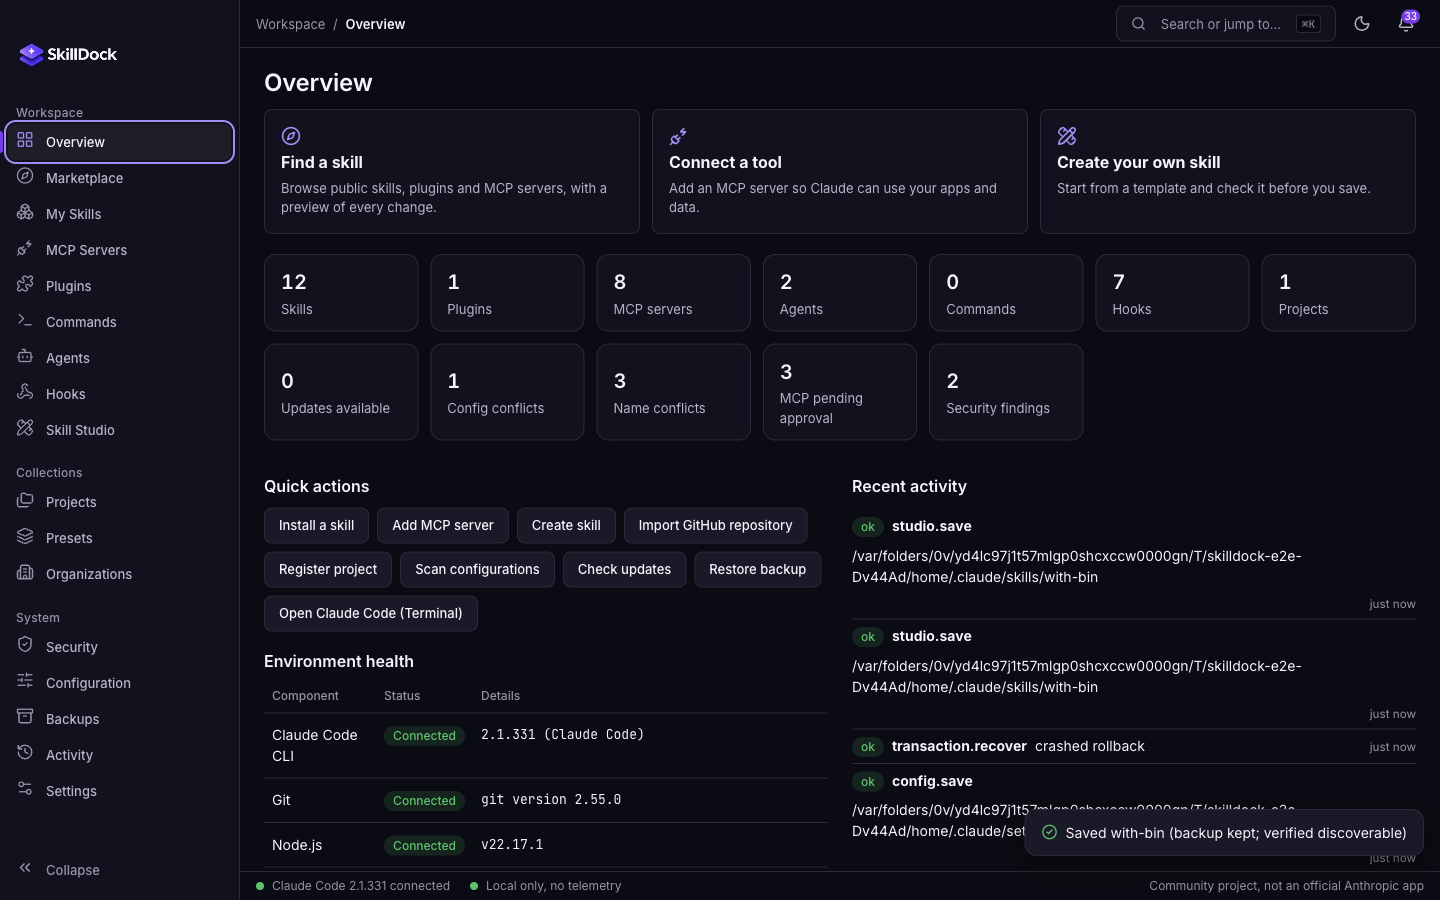 SkillDock
Workspace
Overview
Marketplace
My Skills
MCP Servers
Plugins
Commands
Agents
Hooks
Skill Studio
Collections
Projects
Presets
Organizations
System
Security
Configuration
Backups
Activity
Settings
Collapse
Workspace / Overview
Search or jump to... ⌘K
33
Overview
Find a skill
Browse public skills, plugins and MCP servers, with a
preview of every change.
Connect a tool
Add an MCP server so Claude can use your apps and
data.
Create your own skill
Start from a template and check it before you save.
12
Skills
1
Plugins
8
MCP servers
2
Agents
0
Commands
7
Hooks
1
Projects
0
Updates available
1
Config conflicts
3
Name conflicts
3
MCP pending
approval
2
Security findings
Quick actions
Install a skill
Add MCP server
Create skill
Import GitHub repository
Register project
Scan configurations
Check updates
Restore backup
Open Claude Code (Terminal)
Environment health
Component Status Details
Claude Code
CLI
Connected
2.1.331 (Claude Code)
Git Connected git version 2.55.0
Node.js Connected v22.17.1
Recent activity
ok studio.save
/var/folders/0v/yd4lc97j1t57mlgp0shcxccw0000gn/T/skilldock-e2e-
Dv44Ad/home/.claude/skills/with-bin
just now
ok studio.save
/var/folders/0v/yd4lc97j1t57mlgp0shcxccw0000gn/T/skilldock-e2e-
Dv44Ad/home/.claude/skills/with-bin
just now
ok transaction.recover crashed rollback just now
ok config.save
/var/folders/0v/yd4lc97j1t57mlgp0shcxccw0000gn/T/skilldock-e2e-
Dv44Ad/home/.claude/set
just now
Saved with-bin (backup kept; verified discoverable)
Claude Code 2.1.331 connected
Local only, no telemetry
Community project, not an official Anthropic app